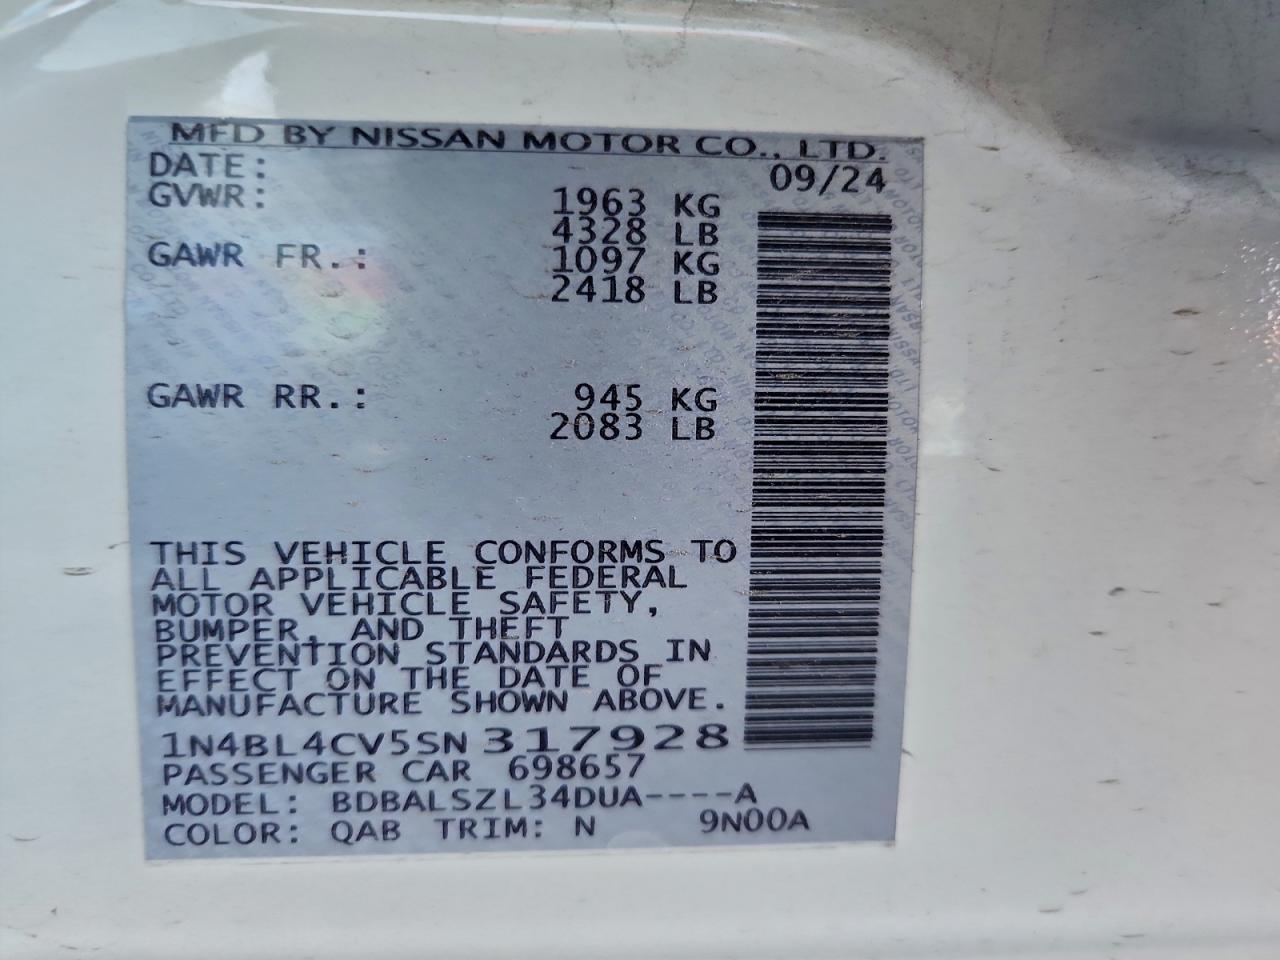 MFD BY NISSAN MOTOR CO., LTD.
DATE: 09/24
GVWR: 1963 KG
4328 LB
GAWR FR.: 1097 KG
2418 LB
GAWR RR.: 945 KG
2083 LB
THIS VEHICLE CONFORMS TO
ALL APPLICABLE FEDERAL
MOTOR VEHICLE SAFETY,
BUMPER, AND THEFT
PREVENTION STANDARDS IN
EFFECT ON THE DATE OF
MANUFACTURE SHOWN ABOVE.
1N4BL4CV5SN317928
PASSENGER CAR 698657
MODEL: BDBALSZL34DUA----A
COLOR: QAB TRIM: N 9N00A